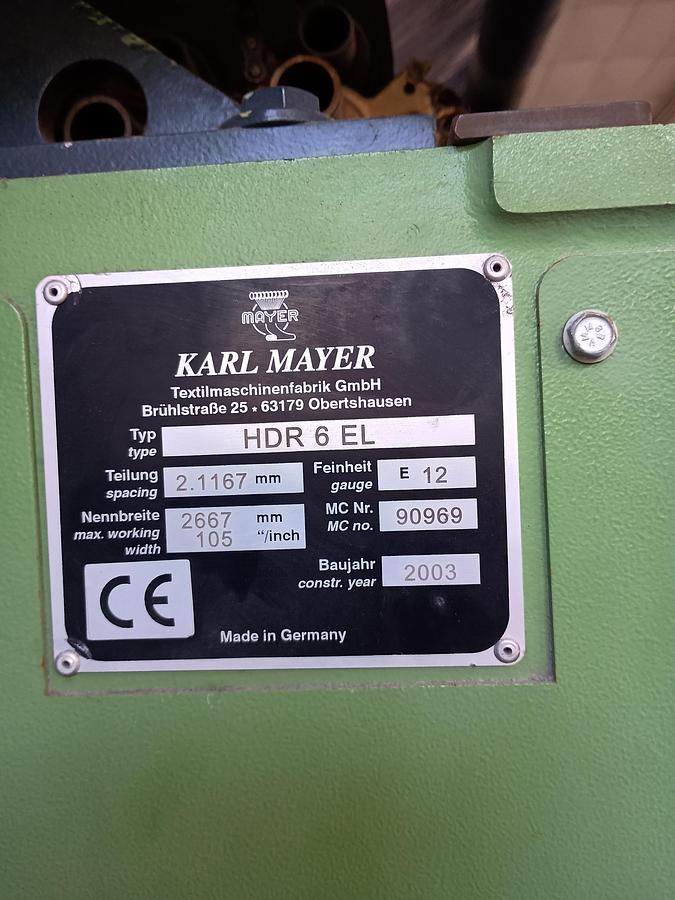 MAYER
KARL MAYER
Textilmaschinenfabrik GmbH
Brühlstraße 25 * 63179 Obertshausen
Typ
type
HDR 6 EL
Teilung
spacing
2.1167 mm
Feinheit
gauge
E 12
Nennbreite
max. working
width
2667 mm
105 "/inch
MC Nr.
MC no.
90969
Baujahr
constr. year
2003
CE
Made in Germany